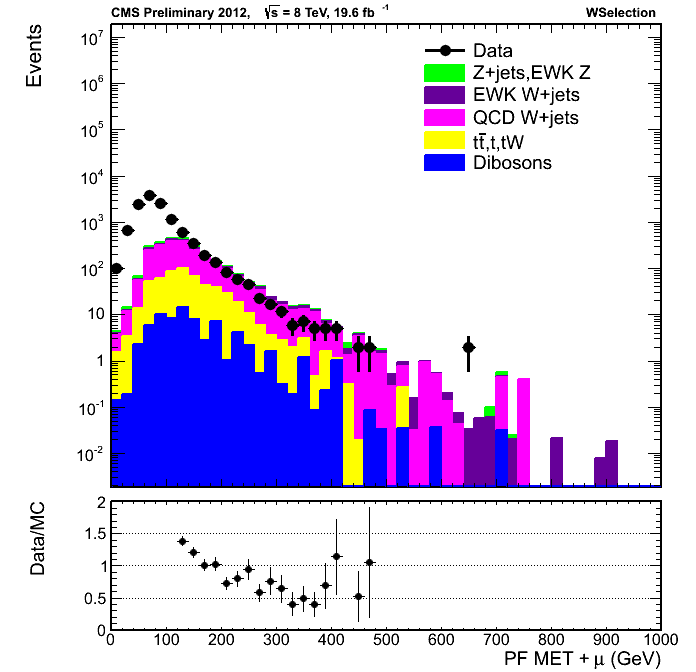 CMS Preliminary 2012, √s = 8 TeV, 19.6 fb⁻¹ WSelection
Events
10⁷
10⁶
10⁵
10⁴
10³
10²
10
1
10⁻¹
10⁻²
Data
Z+jets,EWK Z
EWK W+jets
QCD W+jets
tt̄,t,tW
Dibosons
Data/MC
2
1.5
1
0.5
0
0 100 200 300 400 500 600 700 800 900 1000
PF MET + μ (GeV)